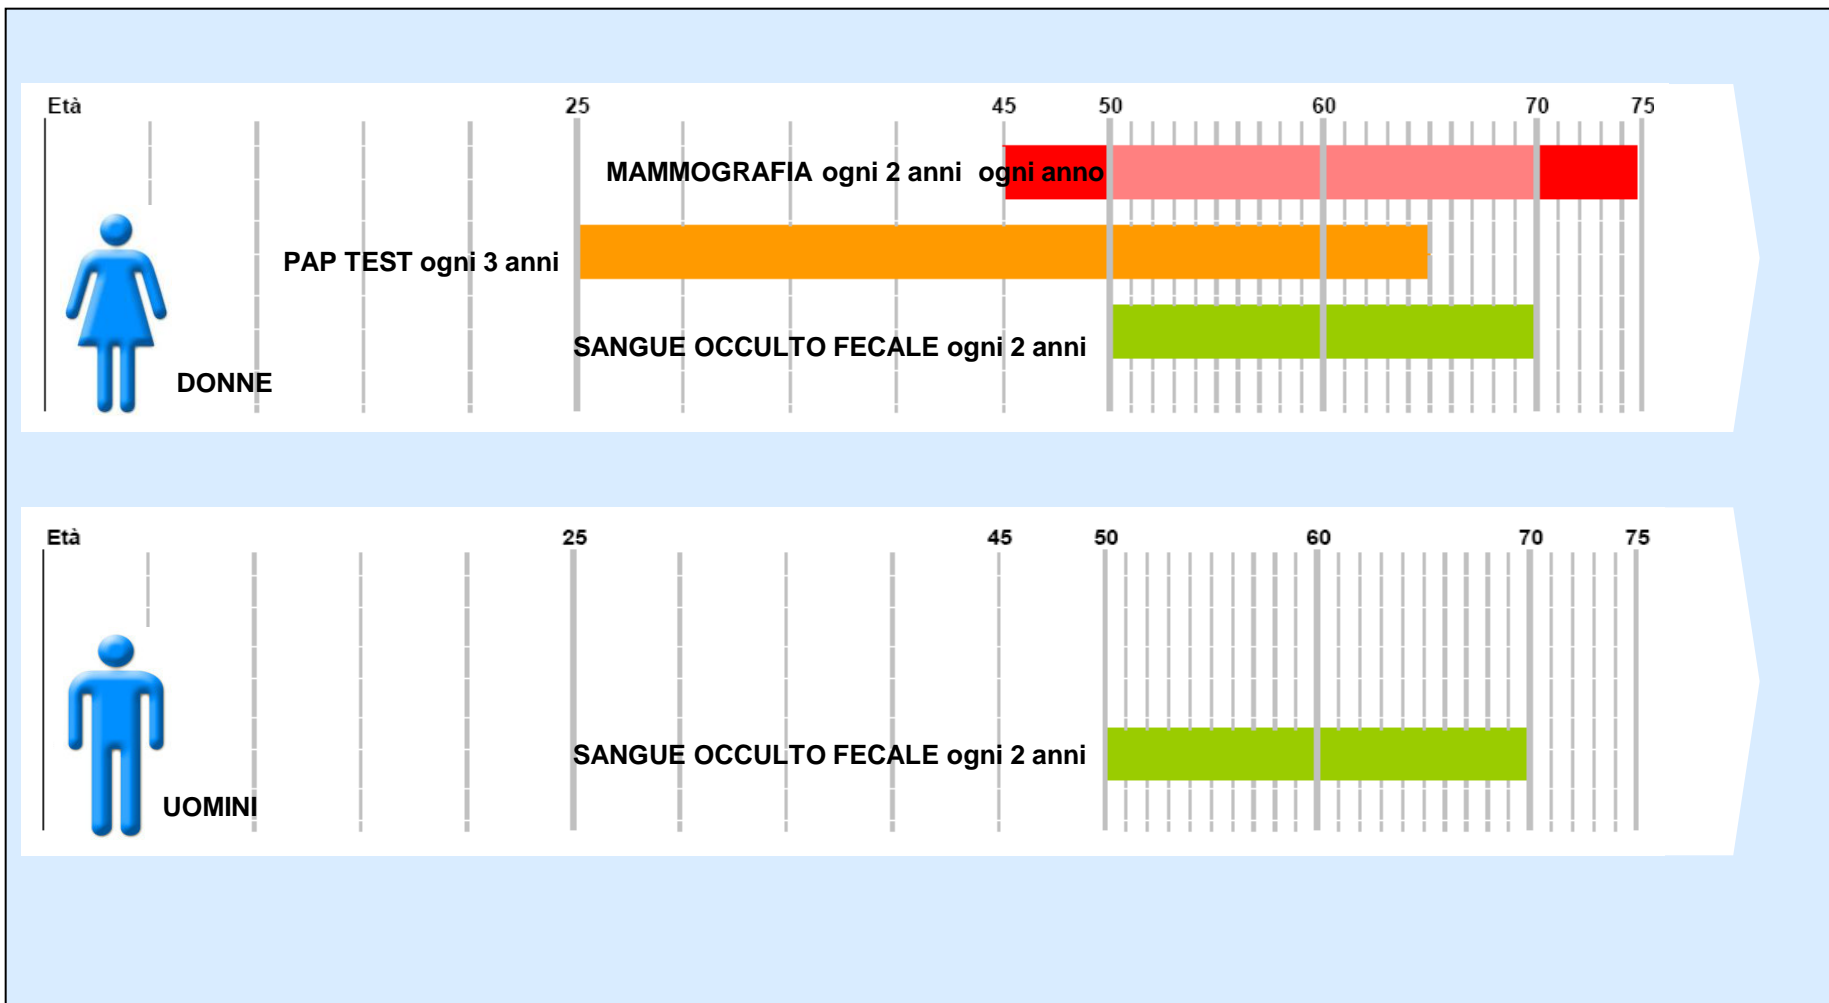 Età 25 45 50 60 70 75
MAMMOGRAFIA ogni 2 anni ogni anno
PAP TEST ogni 3 anni
SANGUE OCCULTO FECALE ogni 2 anni
DONNE
Età 25 45 50 60 70 75
SANGUE OCCULTO FECALE ogni 2 anni
UOMINI